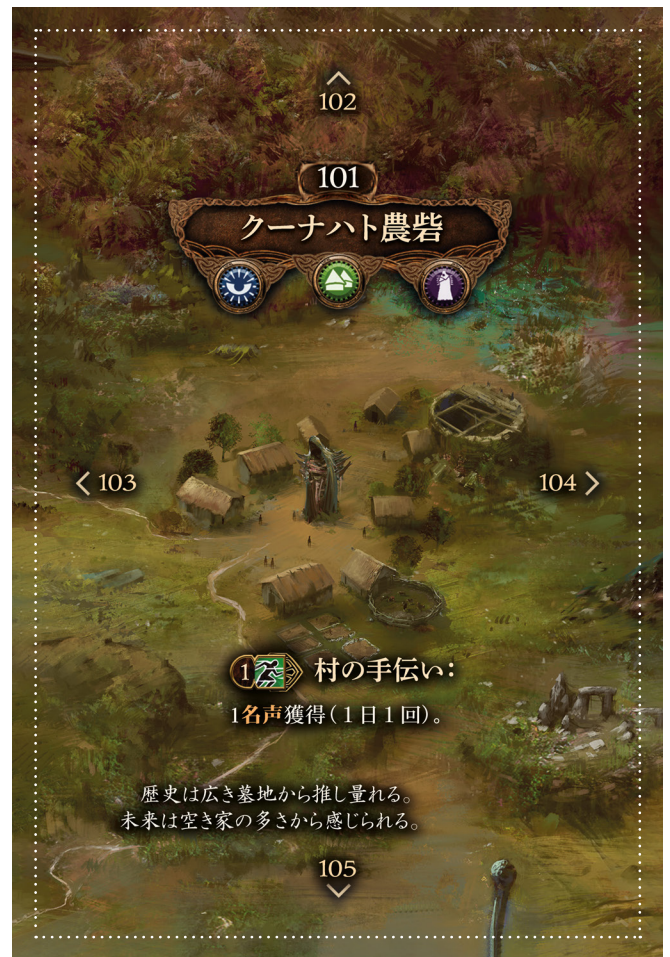 102
101
クーナハト農砦
103
104
1 村の手伝い：
1名声獲得（1日1回）。
歴史は広き墓地から推し量れる。
未来は空き家の多さから感じられる。
105